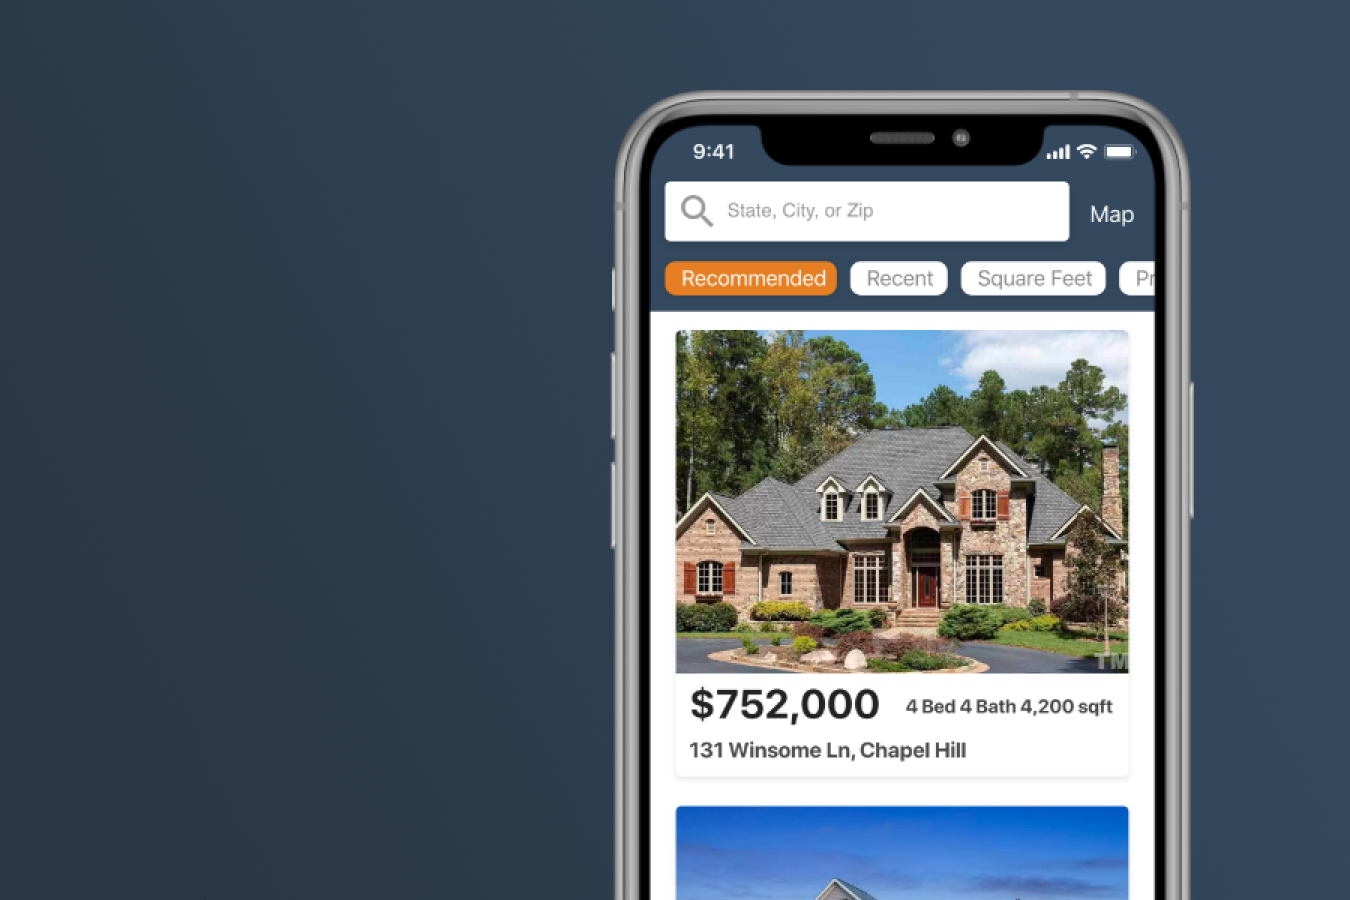 9:41
State, City, or Zip
Map
Recommended Recent Square Feet Pr
TM
$752,000 4 Bed 4 Bath 4,200 sqft
131 Winsome Ln, Chapel Hill